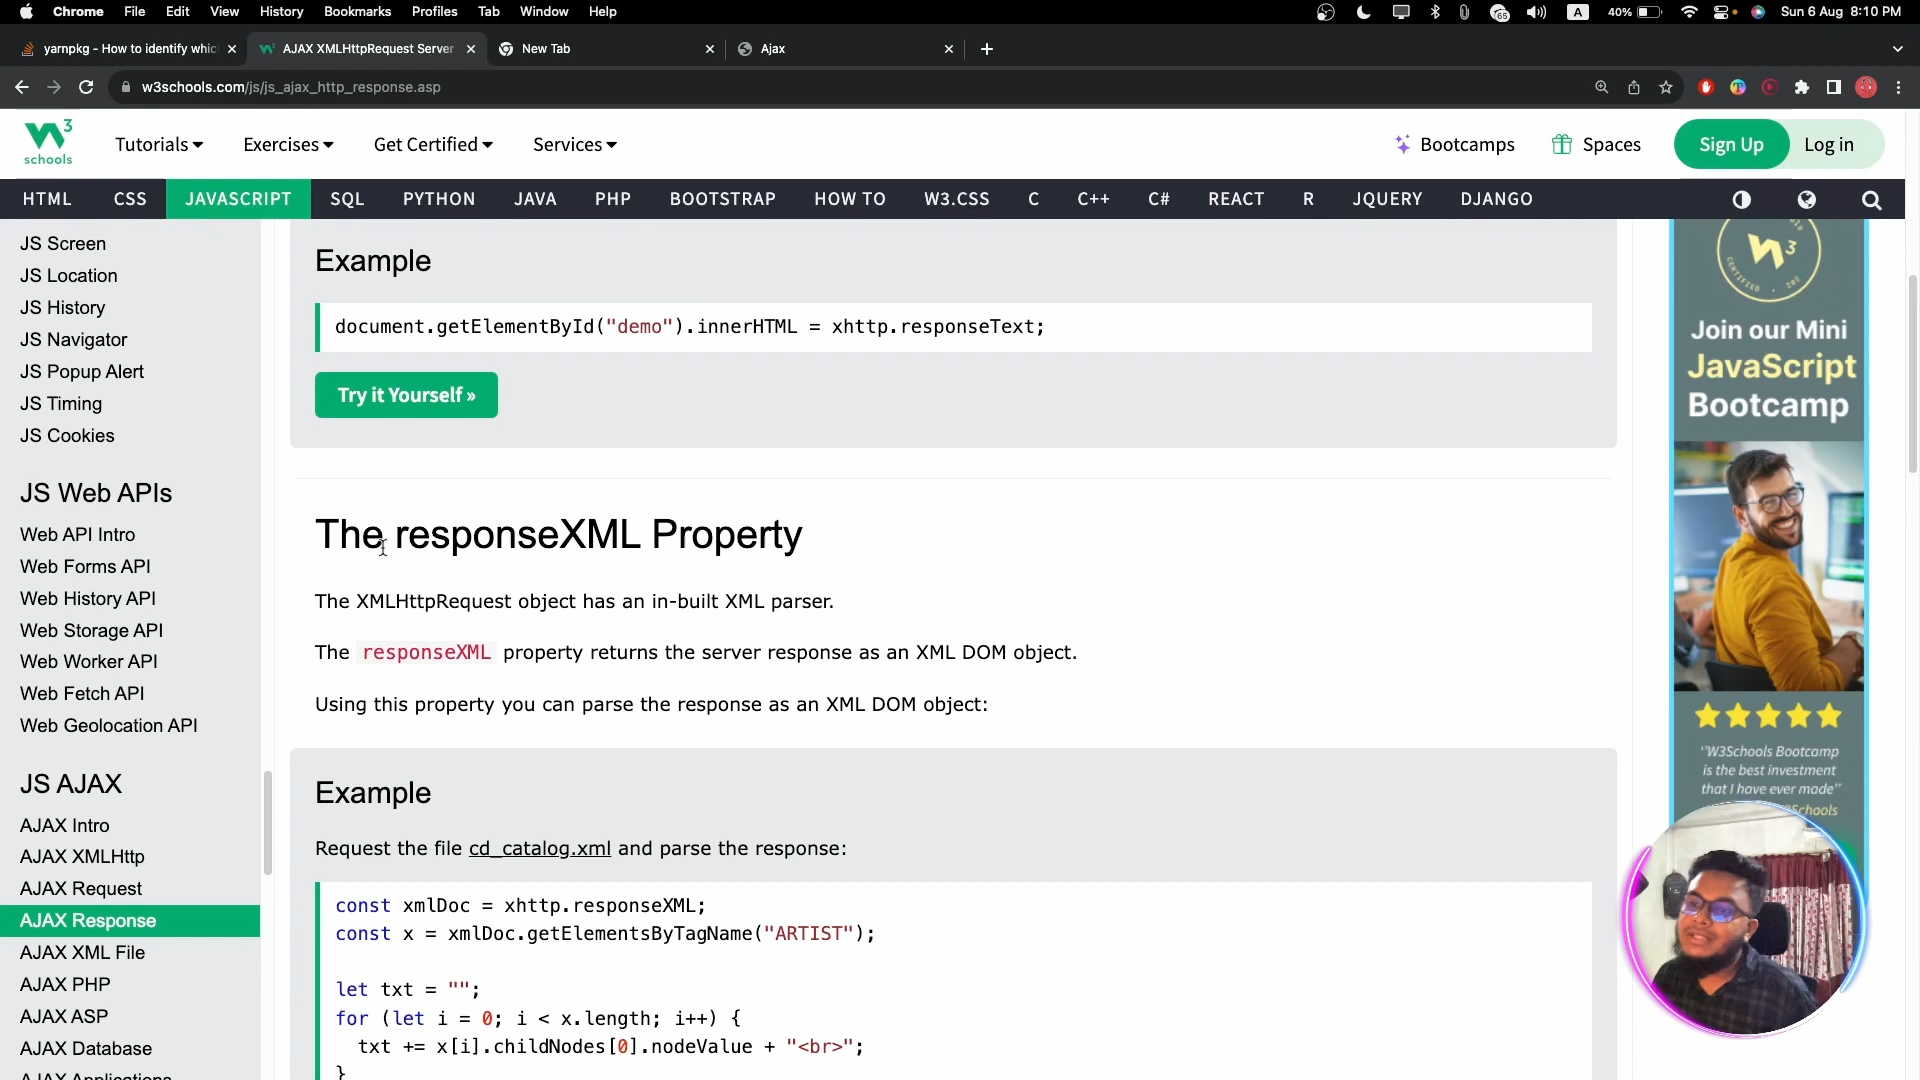 Chrome File Edit View History Bookmarks Profiles Tab Window Help 65 A 40% Sun 6 Aug 8:10 PM
yarnpkg - How to identify whic AJAX XMLHttpRequest Server New Tab Ajax
w3schools.com/js/js_ajax_http_response.asp
W3 schools Tutorials Exercises Get Certified Services Bootcamps Spaces Sign Up Log in
HTML CSS JAVASCRIPT SQL PYTHON JAVA PHP BOOTSTRAP HOW TO W3.CSS C C++ C# REACT R JQUERY DJANGO
JS Screen
JS Location
JS History
JS Navigator
JS Popup Alert
JS Timing
JS Cookies
JS Web APIs
Web API Intro
Web Forms API
Web History API
Web Storage API
Web Worker API
Web Fetch API
Web Geolocation API
JS AJAX
AJAX Intro
AJAX XMLHttp
AJAX Request
AJAX Response
AJAX XML File
AJAX PHP
AJAX ASP
AJAX Database
AJAX Applications
Example
document.getElementById("demo").innerHTML = xhttp.responseText;
Try it Yourself »
The responseXML Property
The XMLHttpRequest object has an in-built XML parser.
The responseXML property returns the server response as an XML DOM object.
Using this property you can parse the response as an XML DOM object:
Example
Request the file cd_catalog.xml and parse the response:
const xmlDoc = xhttp.responseXML;
const x = xmlDoc.getElementsByTagName("ARTIST");
let txt = "";
for (let i = 0; i < x.length; i++) {
txt += x[i].childNodes[0].nodeValue + "<br>";
}
W3
CERTIFIED . 202
Join our Mini
JavaScript
Bootcamp
"W3Schools Bootcamp
is the best investment
that I have ever made"
3Schools